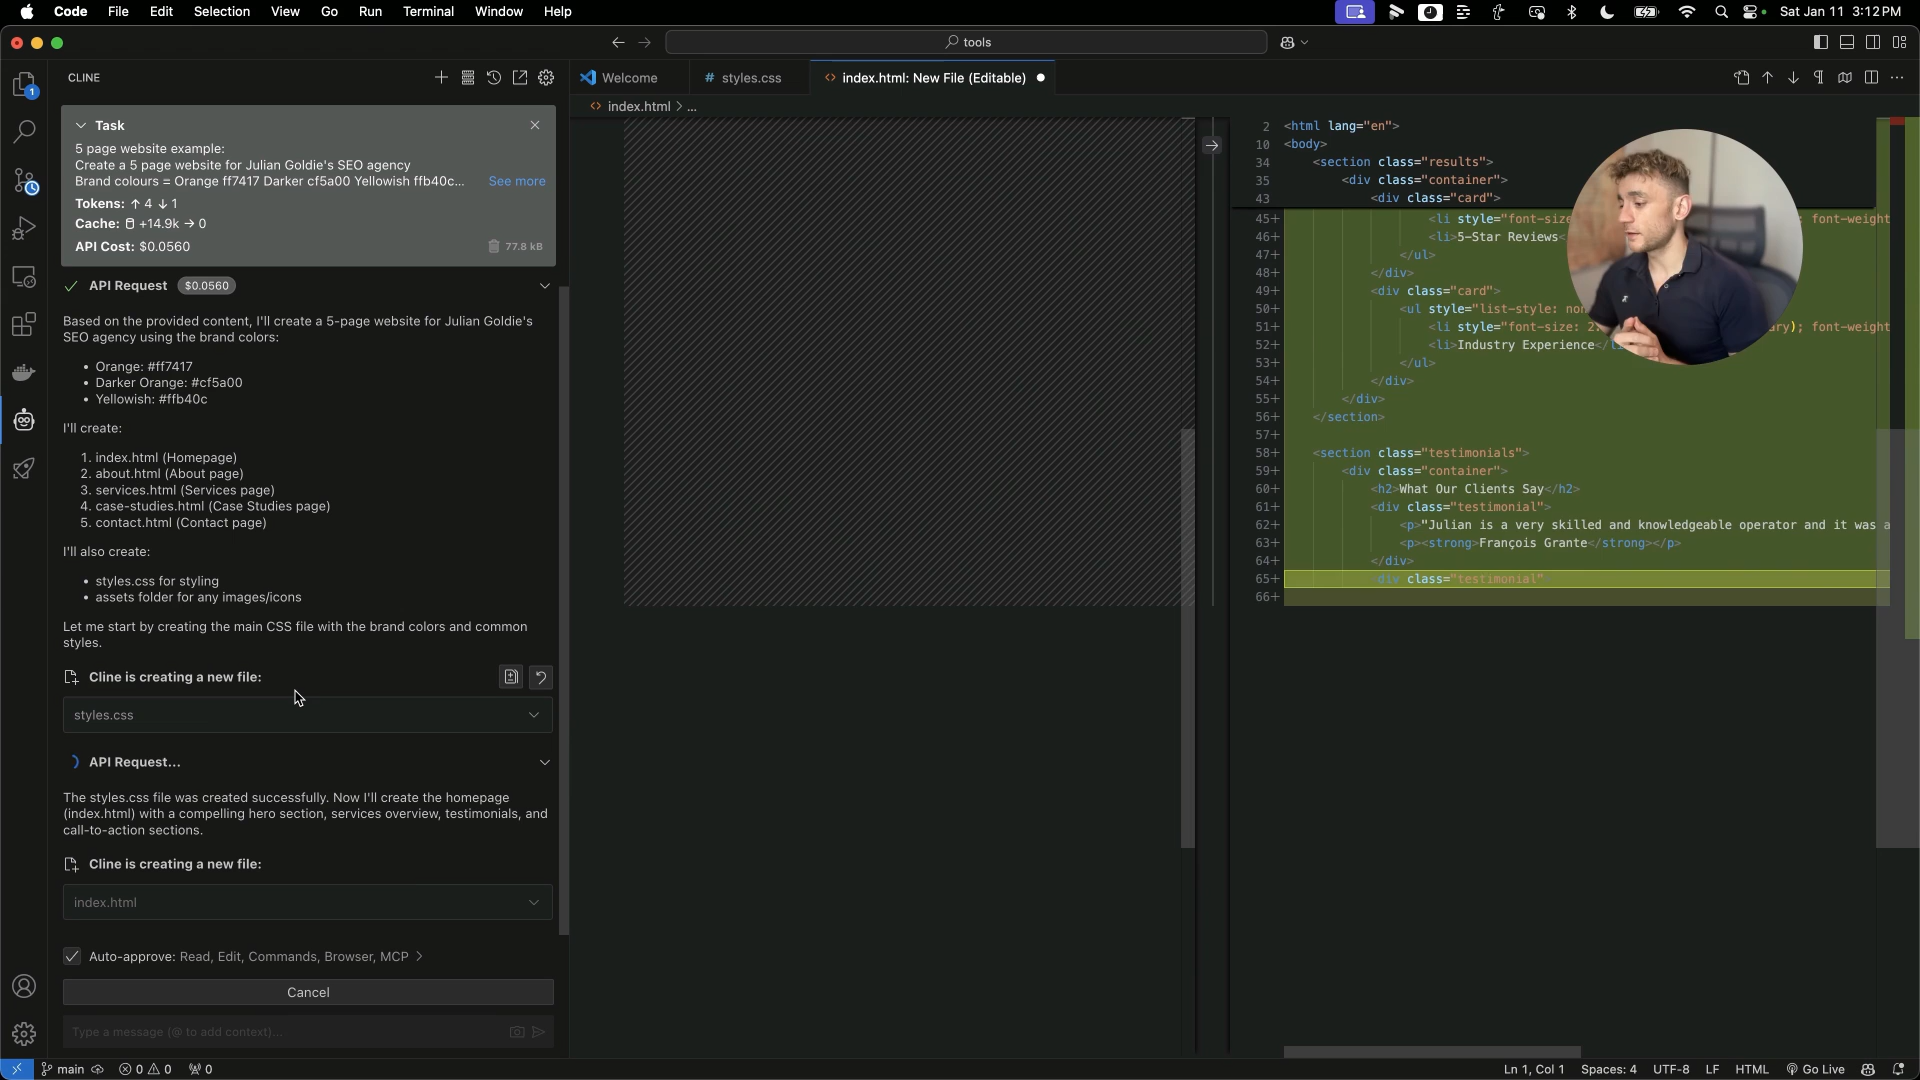 Code File Edit Selection View Go Run Terminal Window Help
Sat Jan 11 3:12 PM
tools
CLINE
Welcome
styles.css
index.html: New File (Editable)
index.html > ...
1
Task
5 page website example:
Create a 5 page website for Julian Goldie's SEO agency
Brand colours = Orange ff7417 Darker cf5a00 Yellowish ffb40c...
See more
Tokens: ↑ 4 ↓ 1
Cache: +14.9k → 0
API Cost: $0.0560
77.8 kB
API Request $0.0560
Based on the provided content, I'll create a 5-page website for Julian Goldie's
SEO agency using the brand colors:
• Orange: #ff7417
• Darker Orange: #cf5a00
• Yellowish: #ffb40c
I'll create:
1. index.html (Homepage)
2. about.html (About page)
3. services.html (Services page)
4. case-studies.html (Case Studies page)
5. contact.html (Contact page)
I'll also create:
• styles.css for styling
• assets folder for any images/icons
Let me start by creating the main CSS file with the brand colors and common
styles.
Cline is creating a new file:
styles.css
API Request...
The styles.css file was created successfully. Now I'll create the homepage
(index.html) with a compelling hero section, services overview, testimonials, and
call-to-action sections.
Cline is creating a new file:
index.html
Auto-approve: Read, Edit, Commands, Browser, MCP >
Cancel
Type a message (@ to add context)...
2 <html lang="en">
10 <body>
34 <section class="results">
35 <div class="container">
43 <div class="card">
45+ <li style="font-size ; font-weight
46+ <li>5-Star Reviews<
47+ </ul>
48+ </div>
49+ <div class="card">
50+ <ul style="list-style: non
51+ <li style="font-size: 2. ary); font-weight
52+ <li>Industry Experience</li
53+ </ul>
54+ </div>
55+ </div>
56+ </section>
57+
58+ <section class="testimonials">
59+ <div class="container">
60+ <h2>What Our Clients Say</h2>
61+ <div class="testimonial">
62+ <p>"Julian is a very skilled and knowledgeable operator and it was a
63+ <p><strong>François Grante</strong></p>
64+ </div>
65+ div class="testimonial"
66+
main
0 0
0
Ln 1, Col 1
Spaces: 4
UTF-8
LF
HTML
Go Live